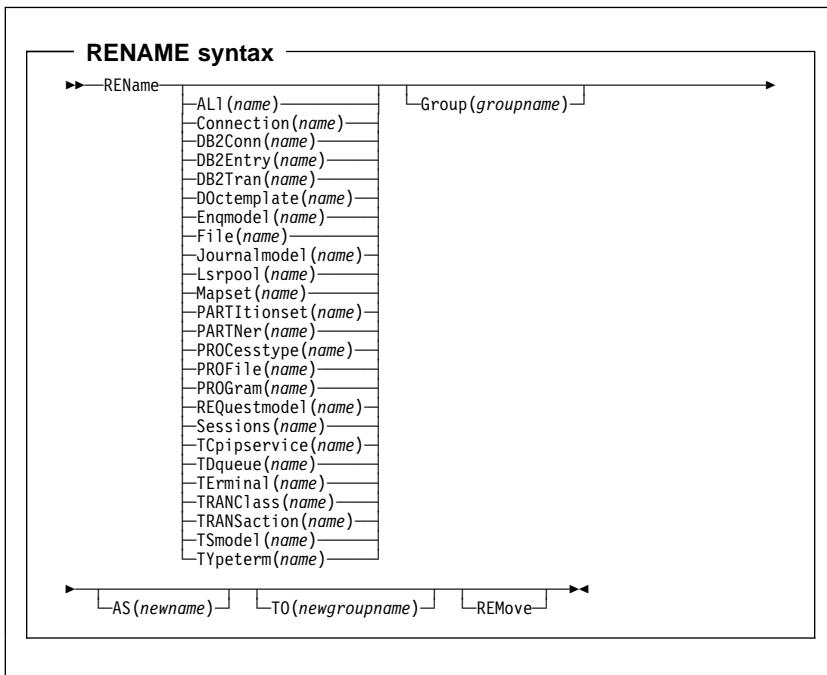 RENAME syntax
REName
ALl(name)
Group(groupname)
Connection(name)
DB2Conn(name)
DB2Entry(name)
DB2Tran(name)
DOctemplate(name)
Enqmodel(name)
File(name)
Journalmodel(name)
Lsrpool(name)
Mapset(name)
PARTItionset(name)
PARTNer(name)
PROCesstype(name)
PROFile(name)
PROGram(name)
REQuestmodel(name)
Sessions(name)
TCpipservice(name)
TDqueue(name)
TErminal(name)
TRANClass(name)
TRANSaction(name)
TSmodel(name)
TYpeterm(name)
AS(newname) TO(newgroupname) REMove